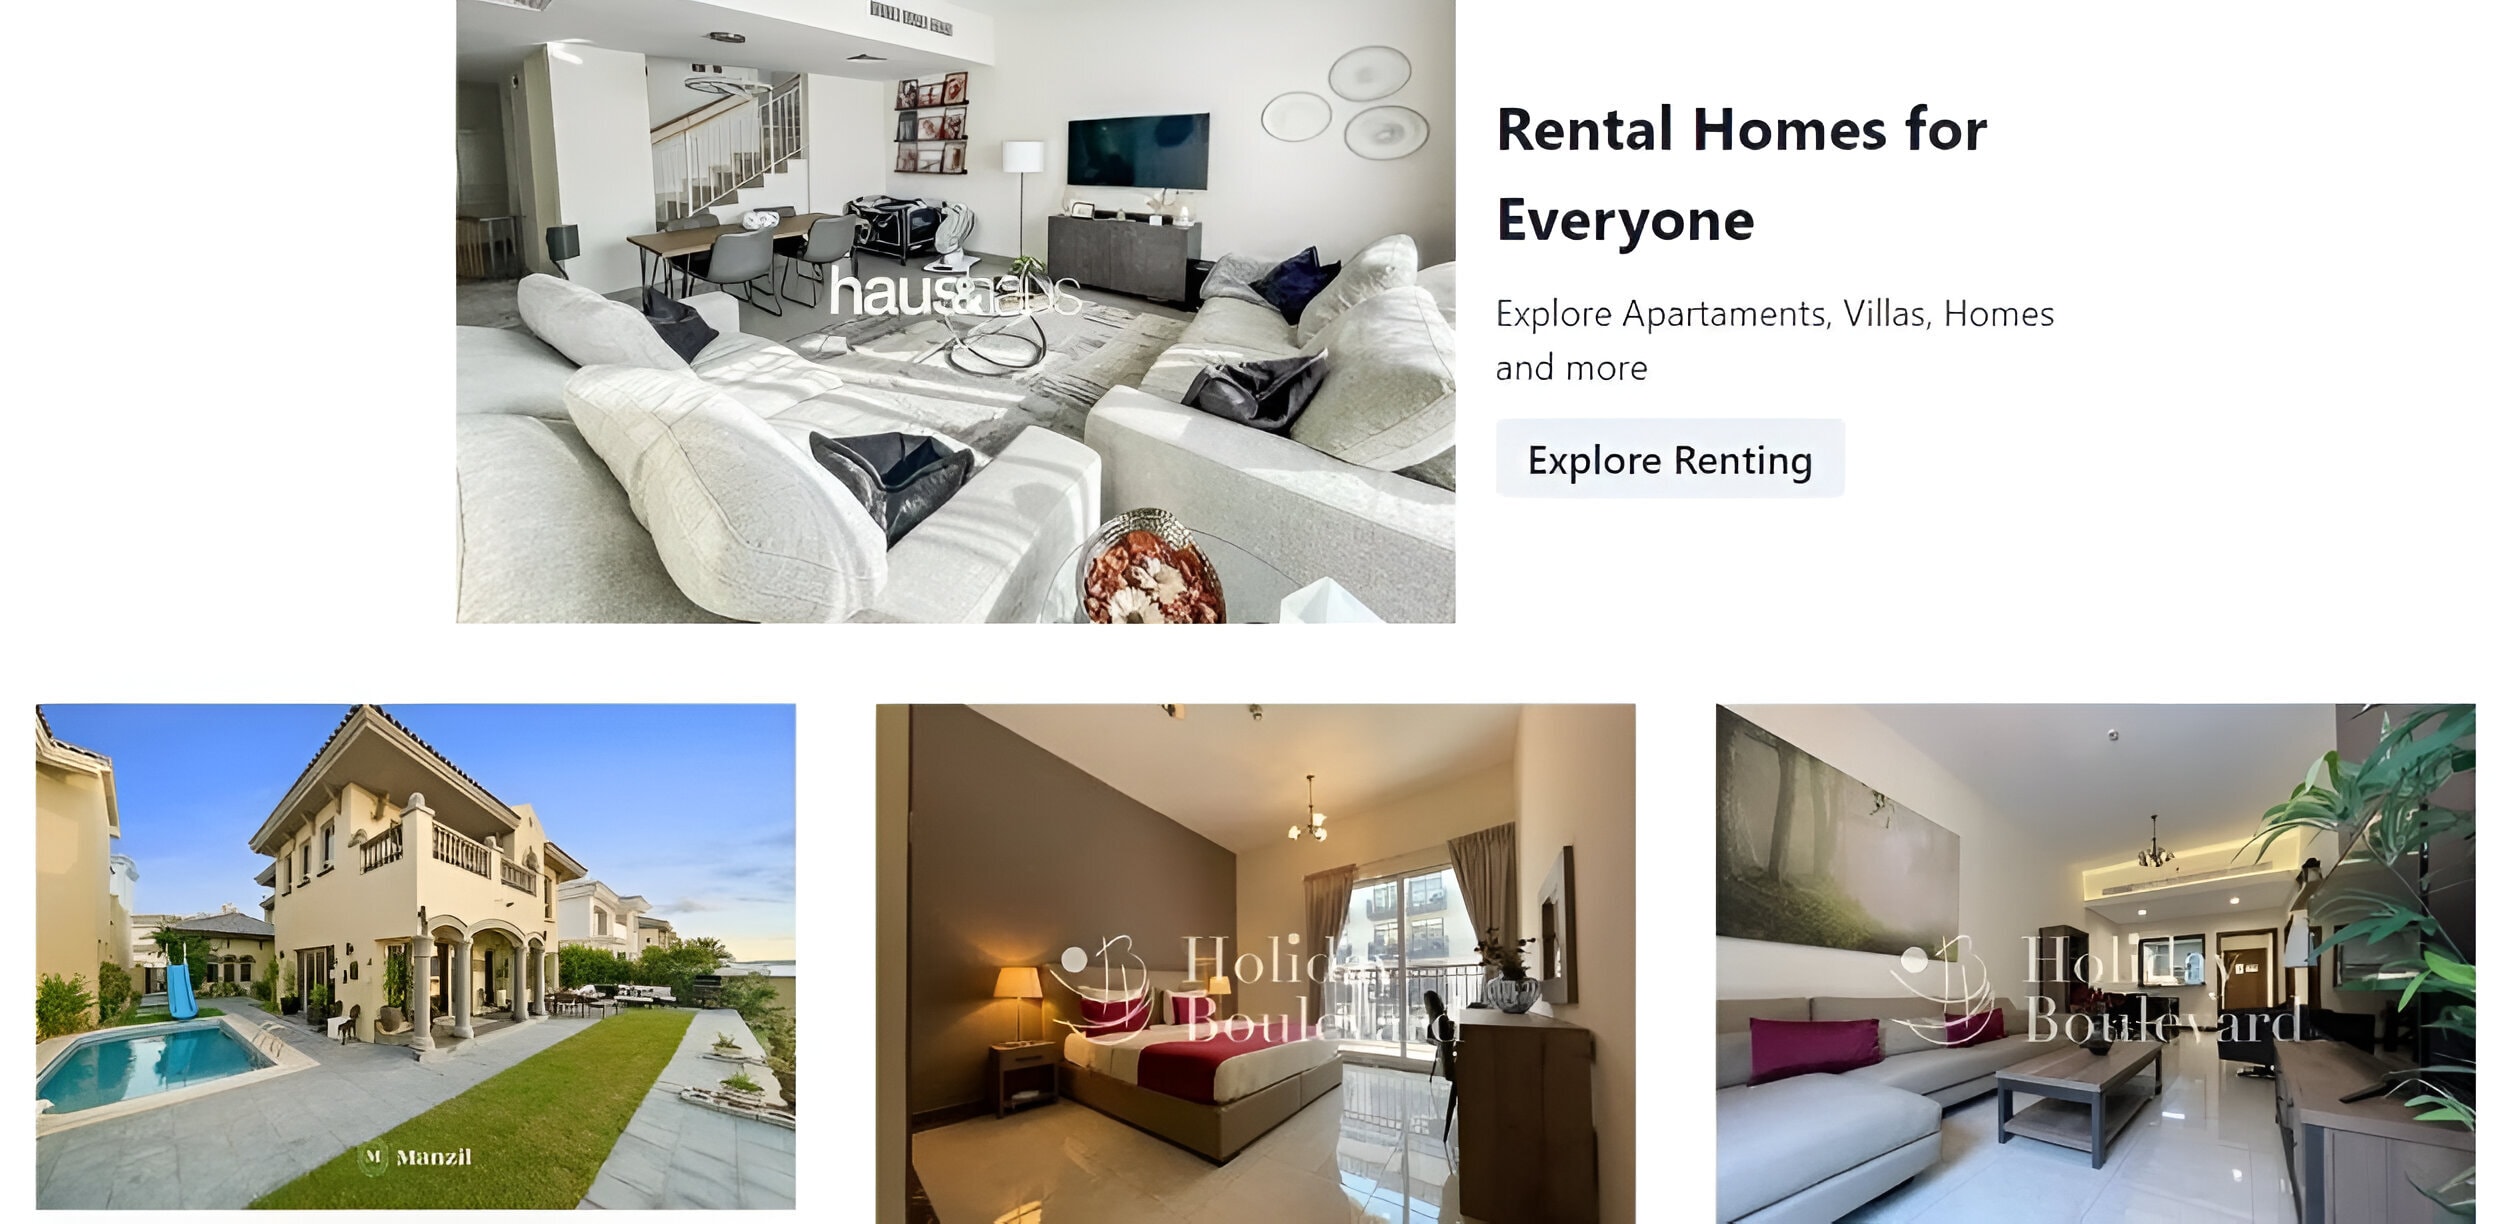 haus&haus
Rental Homes for
Everyone
Explore Apartaments, Villas, Homes
and more
Explore Renting
M Manzil
Holiday
Boulevard
Holiday
Boulevard